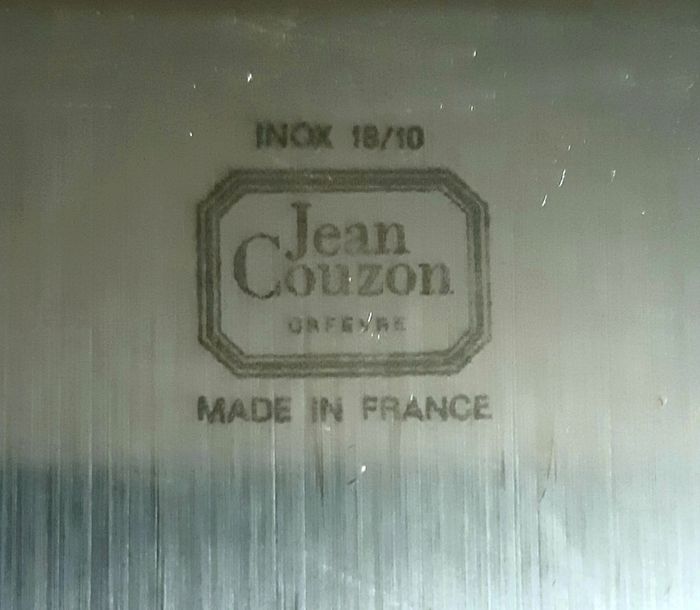 INOX 18/10
Jean
Couzon
ORFEVRE
MADE IN FRANCE